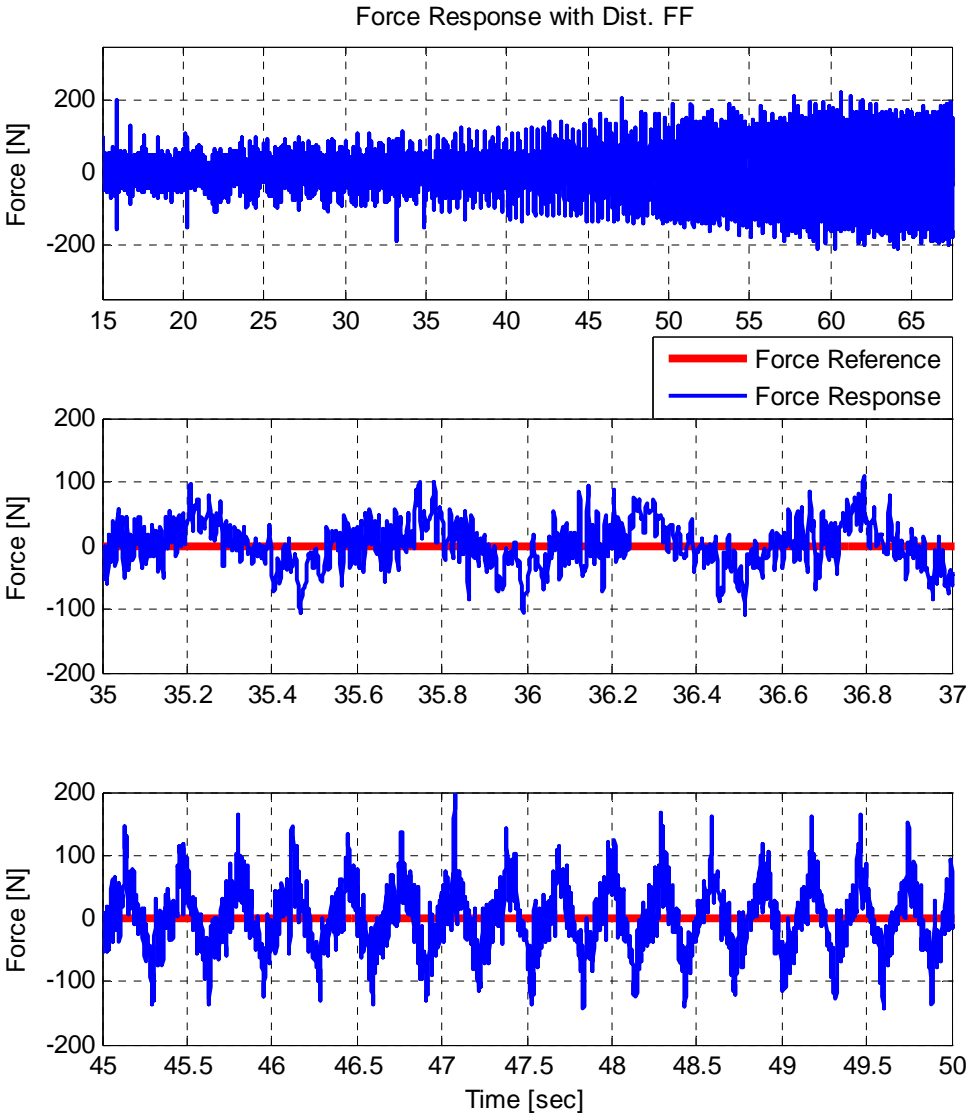 Force Response with Dist. FF
200
0
-200
Force [N]
15 20 25 30 35 40 45 50 55 60 65
Force Reference
Force Response
200
100
0
-100
-200
Force [N]
35 35.2 35.4 35.6 35.8 36 36.2 36.4 36.6 36.8 37
200
100
0
-100
-200
Force [N]
45 45.5 46 46.5 47 47.5 48 48.5 49 49.5 50
Time [sec]